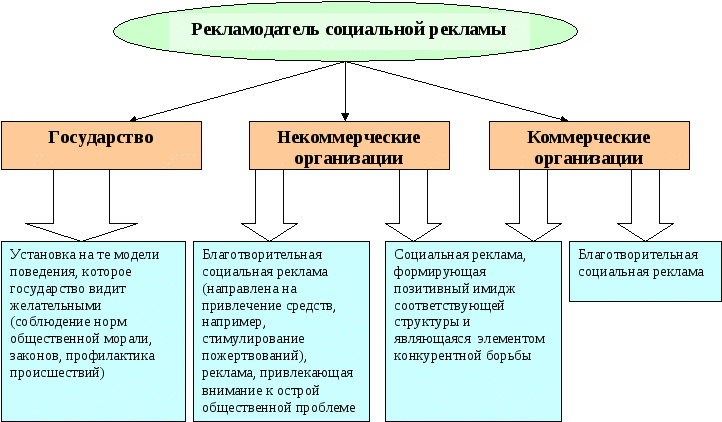 Рекламодатель социальной рекламы
Государство
Некоммерческие
организации
Коммерческие
организации
Установка на те модели
поведения, которое
государство видит
желательными
(соблюдение норм
общественной морали,
законов, профилактика
происшествий)
Благотворительная
социальная реклама
(направлена на
привлечение средств,
например,
стимулирование
пожертвований),
реклама, привлекающая
внимание к острой
общественной проблеме
Социальная реклама,
формирующая
позитивный имидж
соответствующей
структуры и
являющаяся элементом
конкурентной борьбы
Благотворительная
социальная реклама